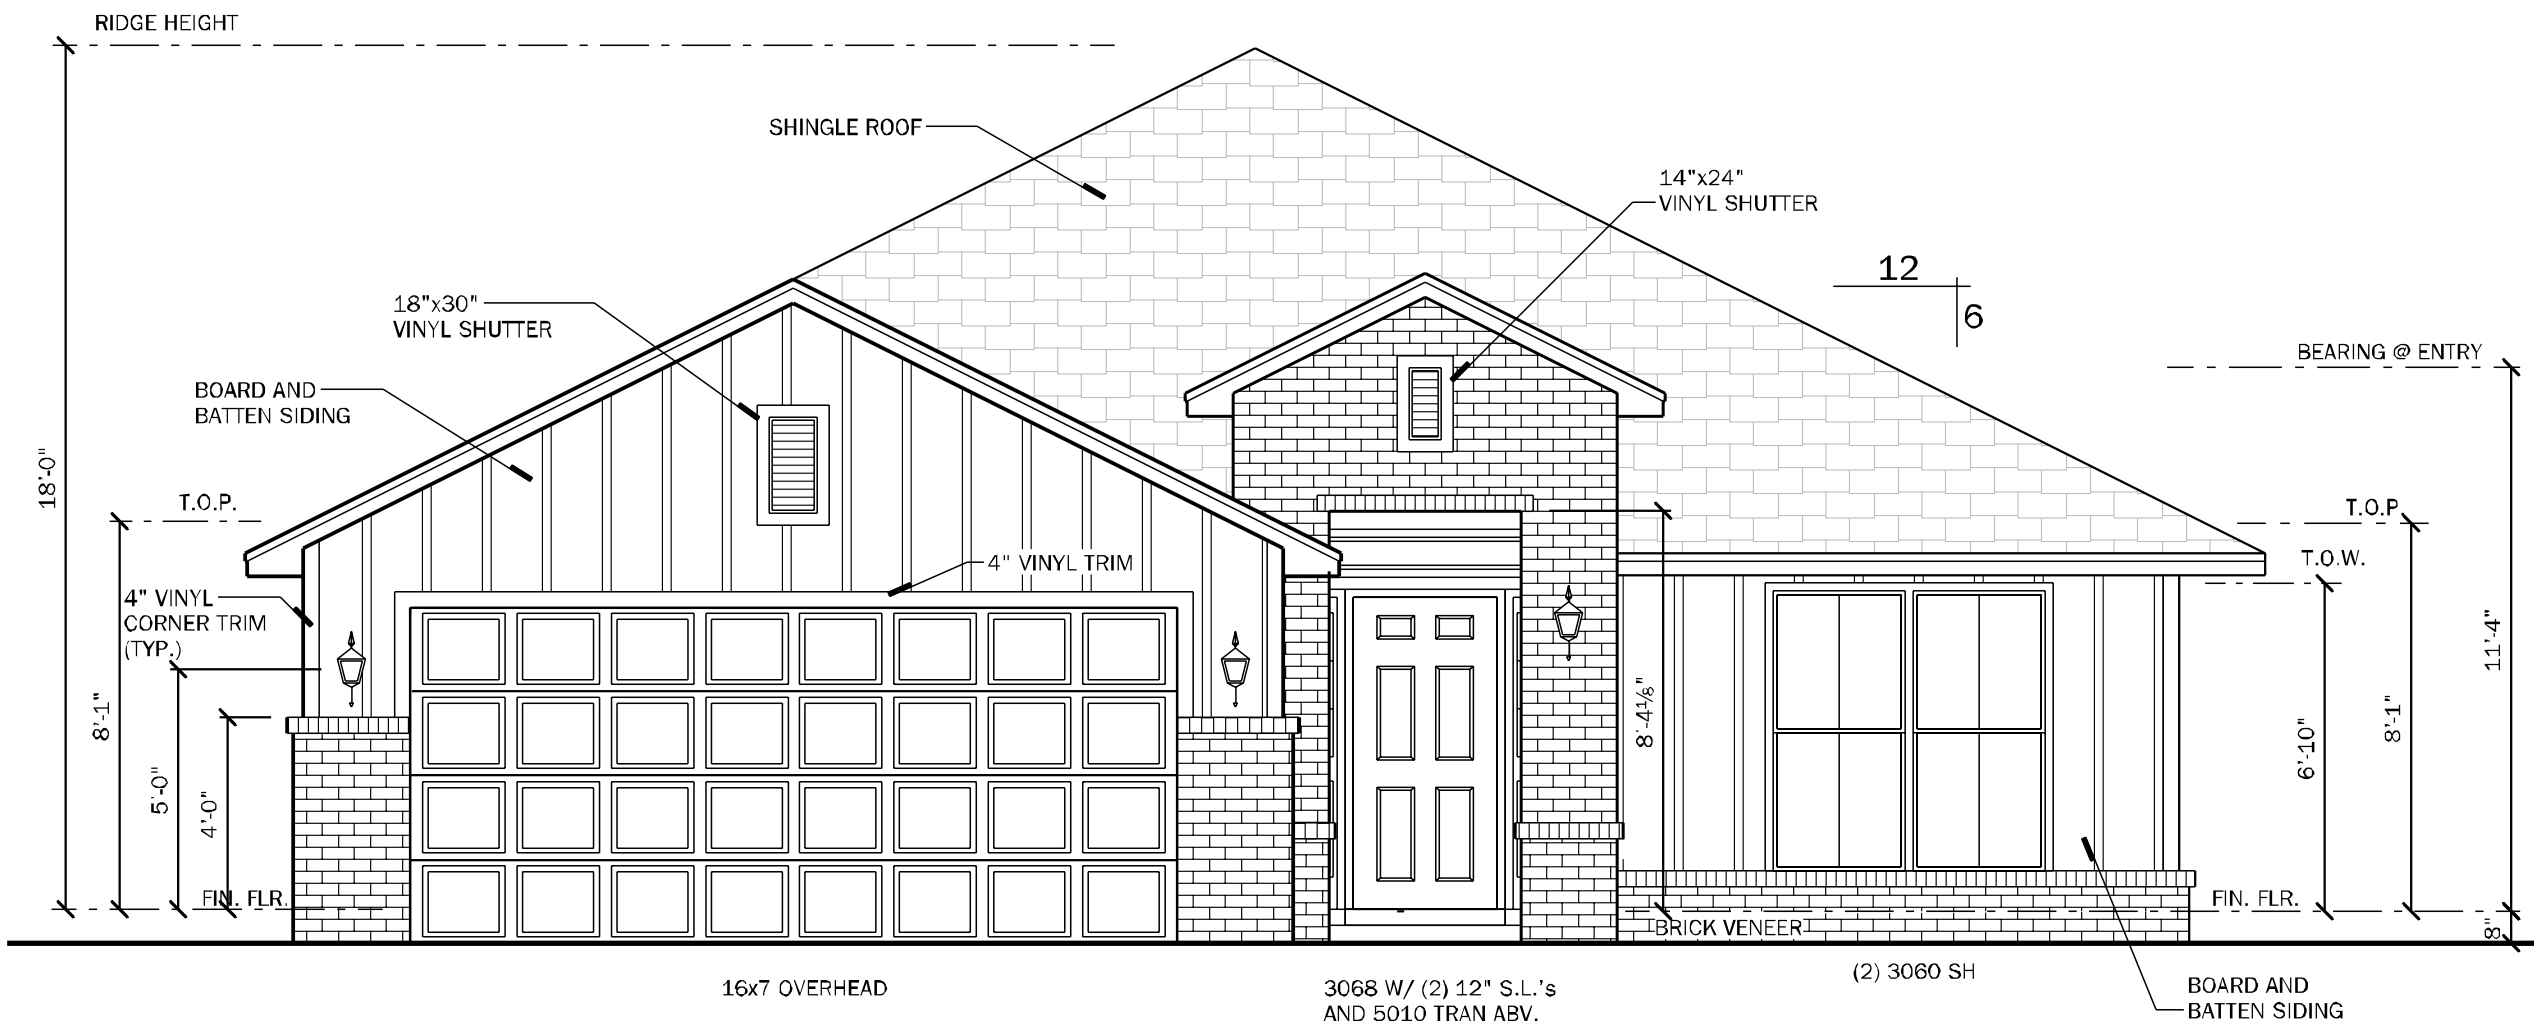 RIDGE HEIGHT
SHINGLE ROOF
14"x24"
VINYL SHUTTER
12
6
18"x30"
VINYL SHUTTER
BEARING @ ENTRY
BOARD AND
BATTEN SIDING
18'-0"
T.O.P.
T.O.P.
T.O.W.
4" VINYL TRIM
4" VINYL
CORNER TRIM
(TYP.)
8'-1"
5'-0"
4'-0"
8'-4⅛"
6'-10"
8'-1"
11'-4"
FIN. FLR.
FIN. FLR.
BRICK VENEER
8"
16x7 OVERHEAD
3068 W/ (2) 12" S.L.'s
AND 5010 TRAN ABV.
(2) 3060 SH
BOARD AND
BATTEN SIDING